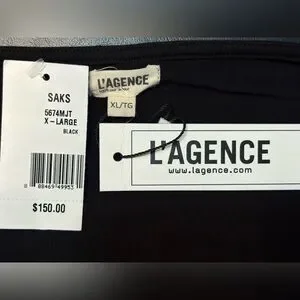 SAKS
5674MJT
X-LARGE
BLACK
$150.00
L'AGENCE
XL/TG
L'AGENCE
www.lagence.com